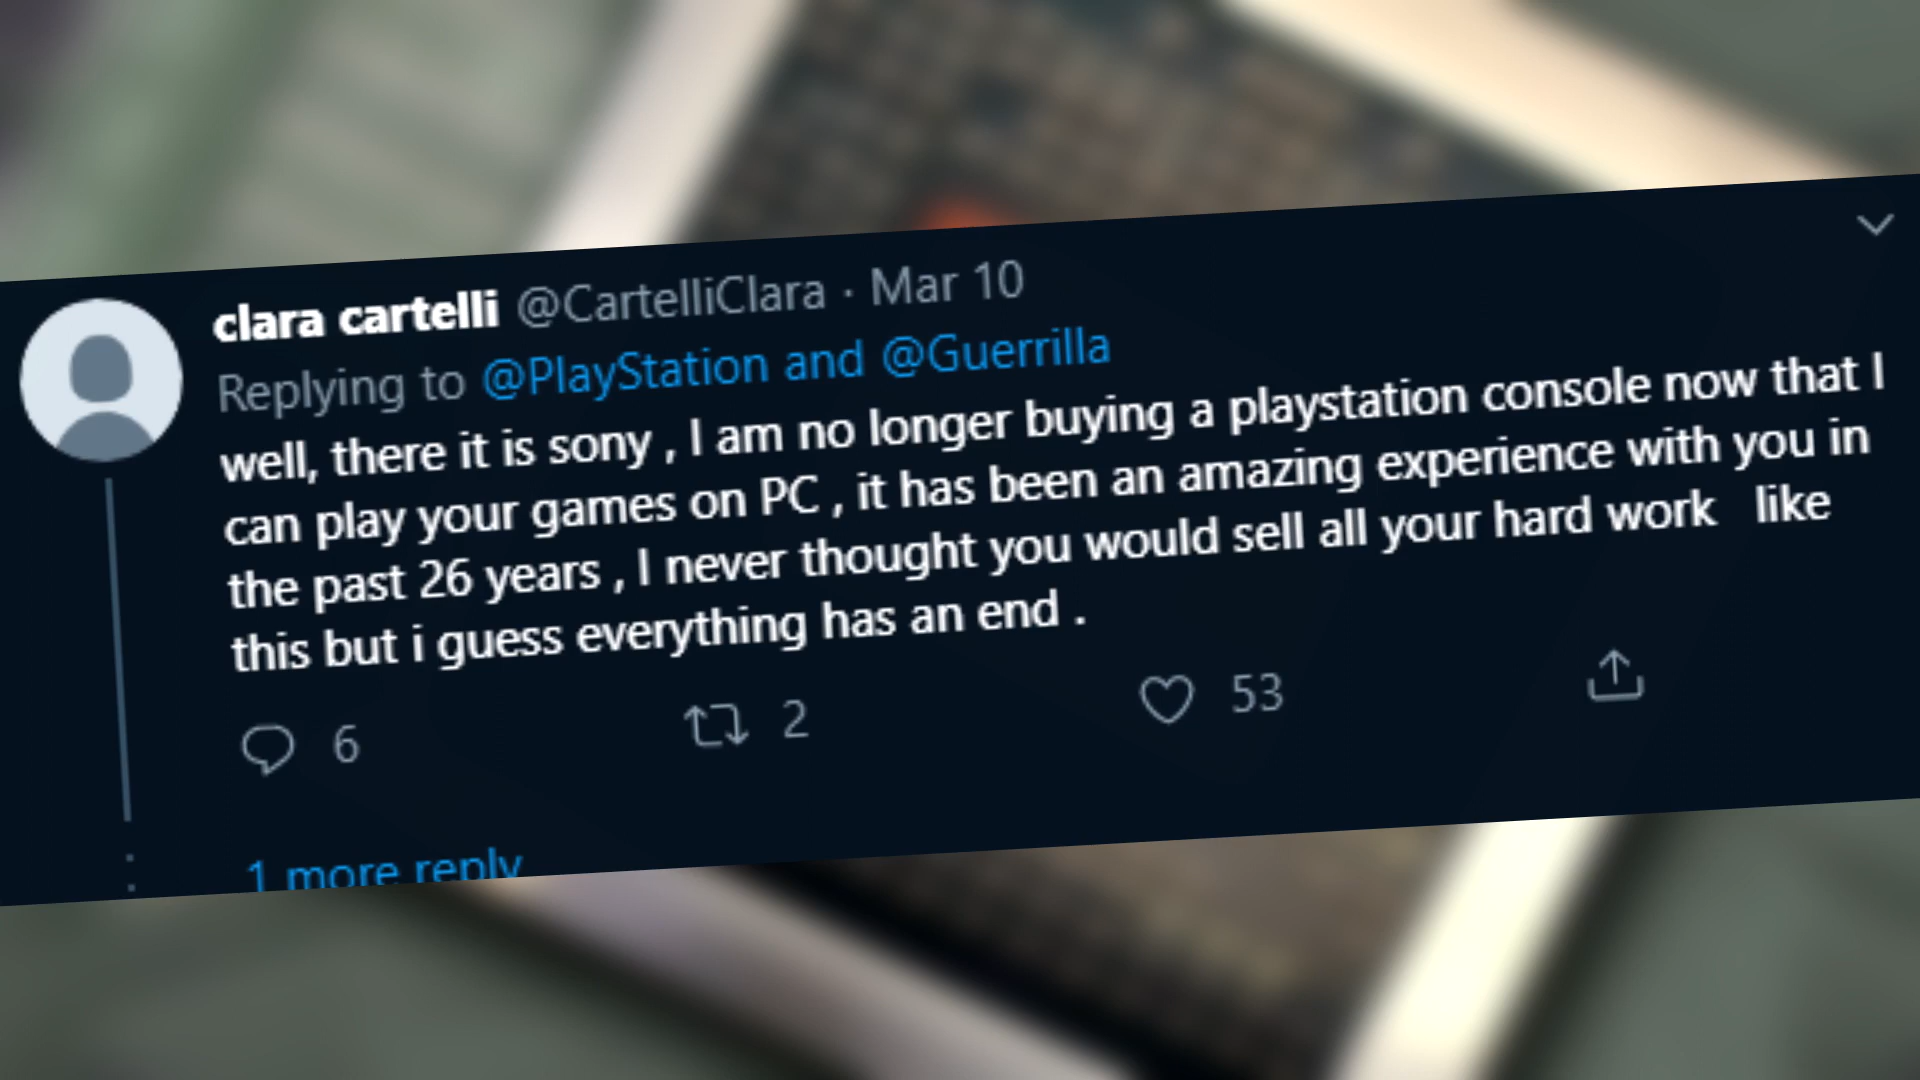 clara cartelli @CartelliClara · Mar 10
Replying to @PlayStation and @Guerrilla
well, there it is sony , I am no longer buying a playstation console now that I
can play your games on PC , it has been an amazing experience with you in
the past 26 years , I never thought you would sell all your hard work   like
this but i guess everything has an end .
6 2 53
1 more reply